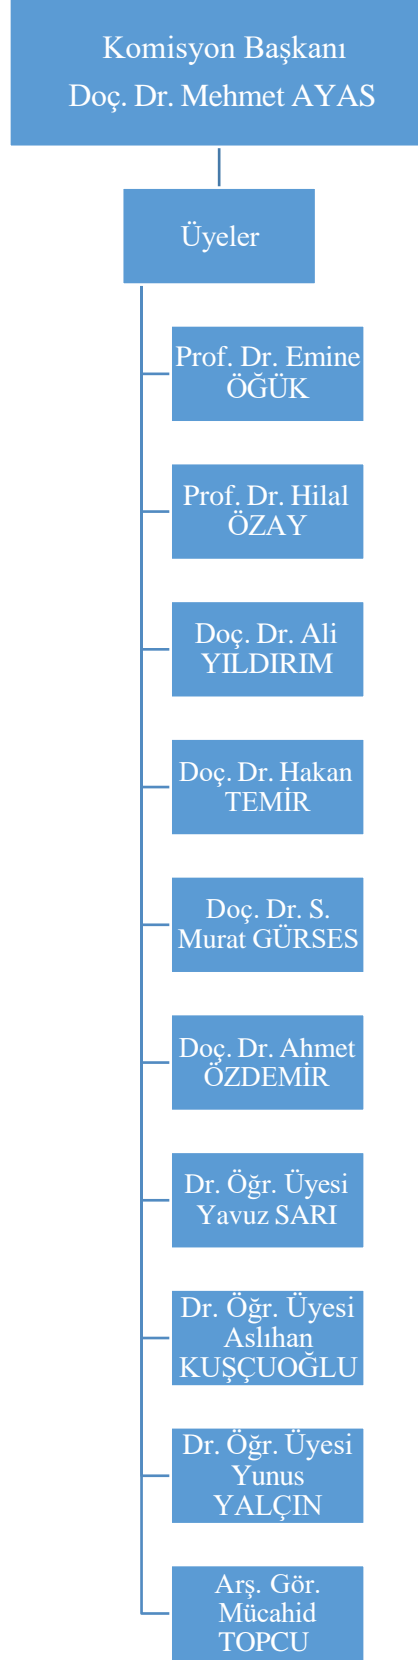 Komisyon Başkanı
Doç. Dr. Mehmet AYAS
Üyeler
Prof. Dr. Emine
ÖĞÜK
Prof. Dr. Hilal
ÖZAY
Doç. Dr. Ali
YILDIRIM
Doç. Dr. Hakan
TEMİR
Doç. Dr. S.
Murat GÜRSES
Doç. Dr. Ahmet
ÖZDEMİR
Dr. Öğr. Üyesi
Yavuz SARI
Dr. Öğr. Üyesi
Aslıhan
KUŞÇUOĞLU
Dr. Öğr. Üyesi
Yunus
YALÇIN
Arş. Gör.
Mücahid
TOPCU